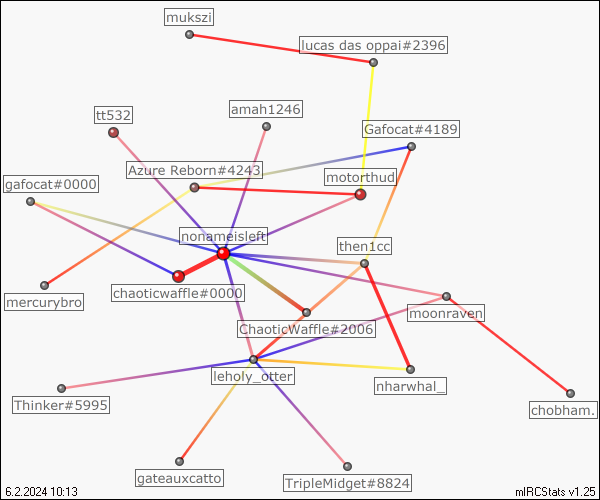 mukszi
lucas das oppai#2396
tt532
amah1246
Gafocat#4189
Azure Reborn#4243
motorthud
gafocat#0000
nonameisleft
then1cc
chaoticwaffle#0000
mercurybro
moonraven
ChaoticWaffle#2006
leholy_otter
nharwhal_
Thinker#5995
chobham.
gateauxcatto
TripleMidget#8824
6.2.2024 10:13
mIRCStats v1.25